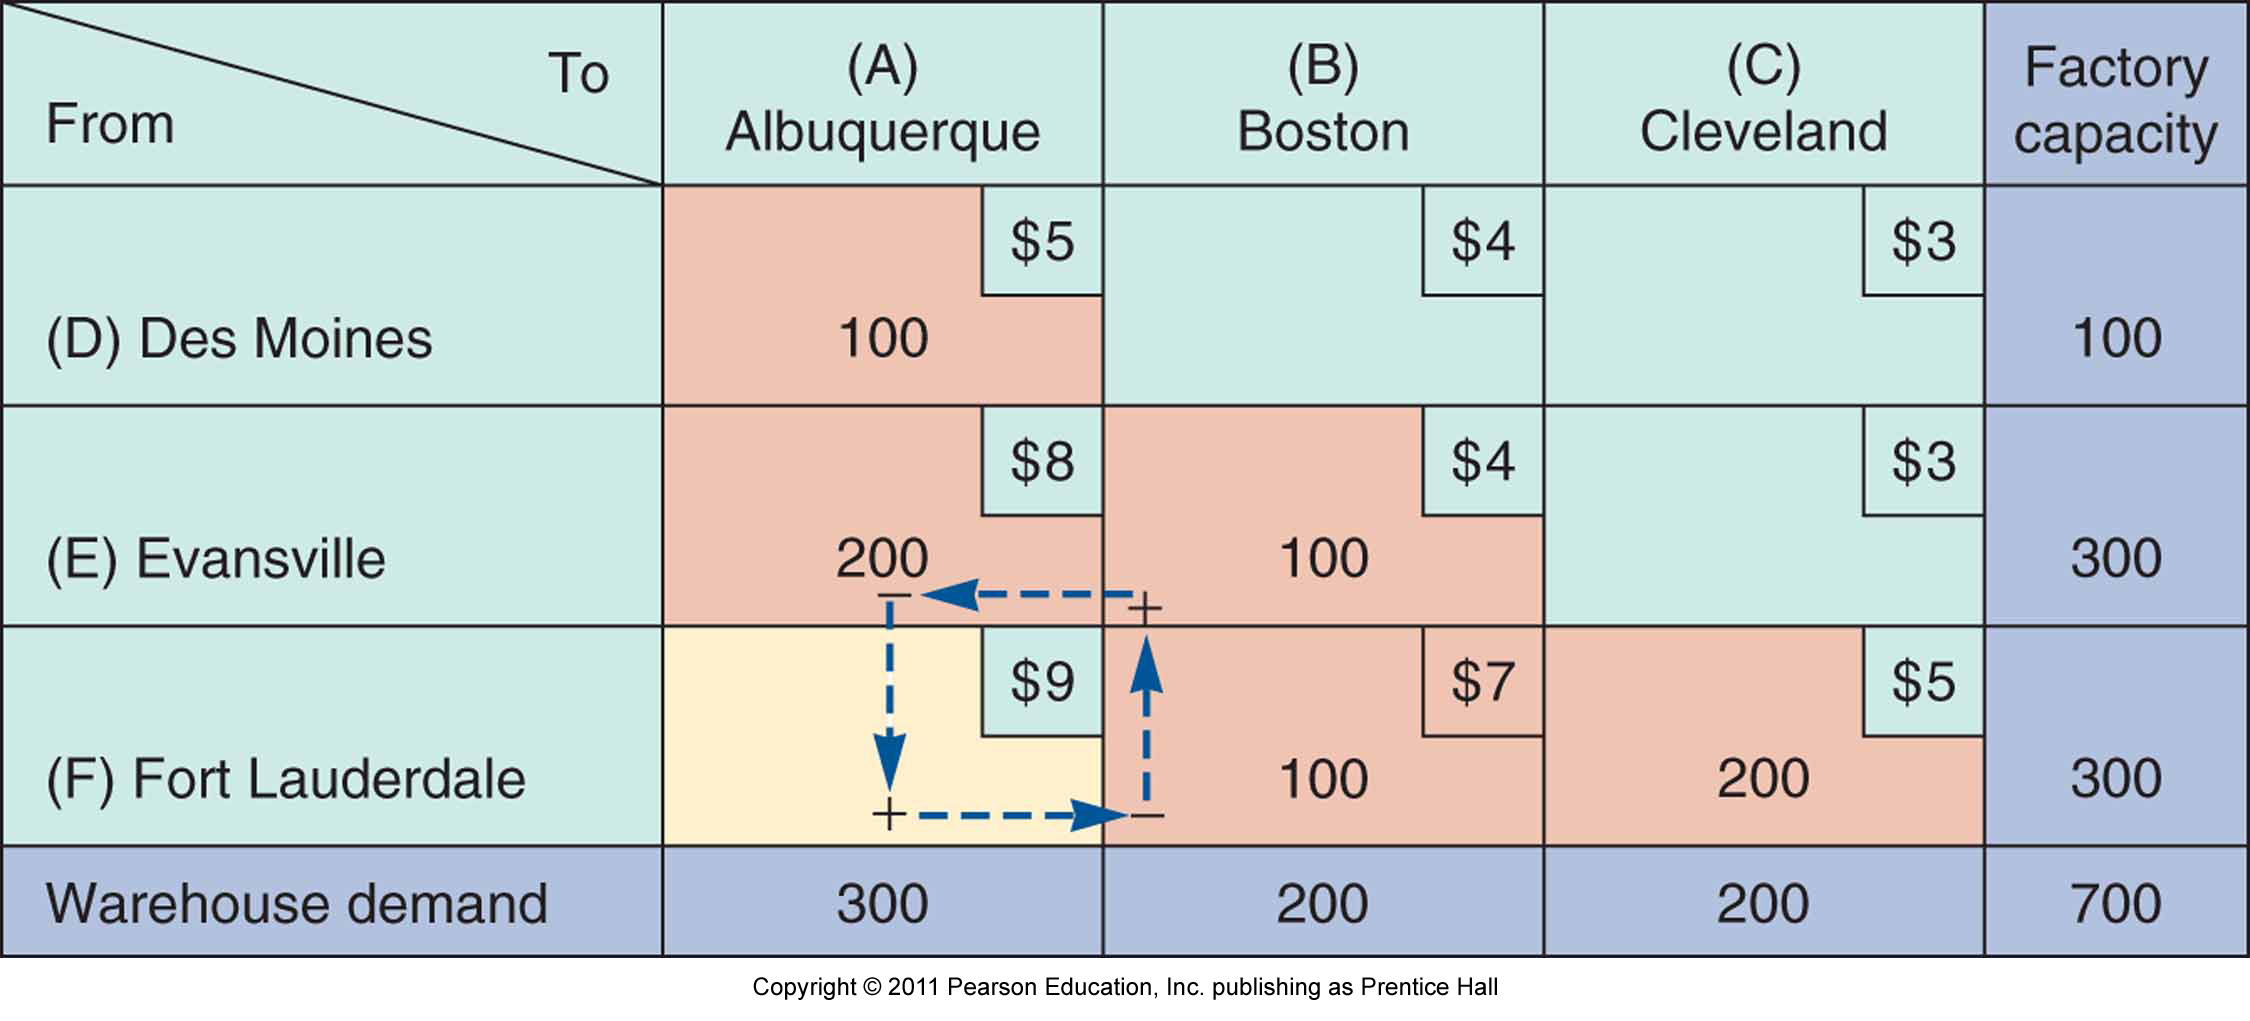 To
From
(A)
Albuquerque
(B)
Boston
(C)
Cleveland
Factory
capacity
$5
$4
$3
(D) Des Moines
100
100
$8
$4
$3
(E) Evansville
200
100
300
− +
$9
$7
$5
(F) Fort Lauderdale
100
200
300
+ −
Warehouse demand
300
200
200
700
Copyright © 2011 Pearson Education, Inc. publishing as Prentice Hall